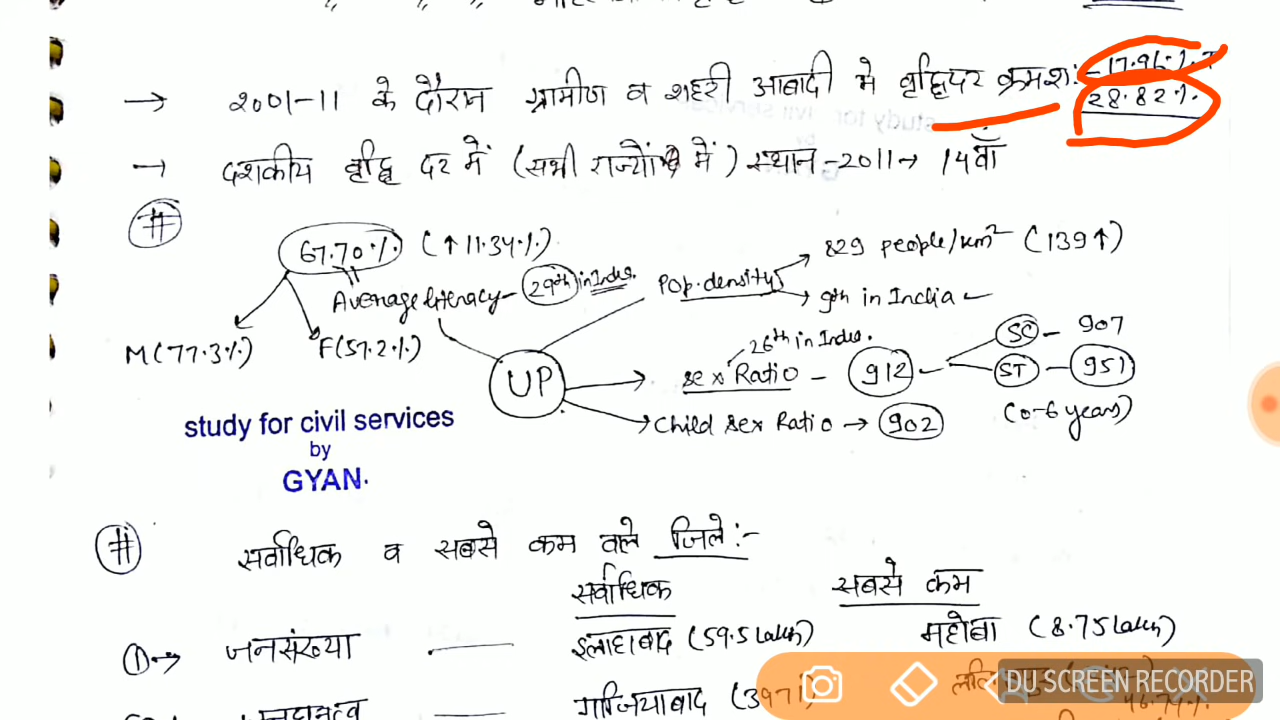 → 2001-11 के दौरान ग्रामीण व शहरी आबादी मे वृद्धिदर क्रमशः- 17.96%. व
28.82%.
→ दशकीय वृद्धि दर में (सभी राज्यों में) स्थान -2011→ 14वाँ
# 67.70%. (↑11.34%)
Average literacy - 29th in India.
M(77.3%) F(57.2%)
UP
Pop. density
829 people/km² (139↑)
9th in India
26th in India.
Sex Ratio - 912
SC - 907
ST - 951
Child sex Ratio → 902 (0-6 years)
study for civil services
by
GYAN.
# सर्वाधिक व सबसे कम वाले जिले:-
सर्वाधिक सबसे कम
①→ जनसंख्या — इलाहाबाद (59.5 Lakh) महोबा (8.75 Lakh)
गाजियाबाद (3971)
46.74%.
DU SCREEN RECORDER